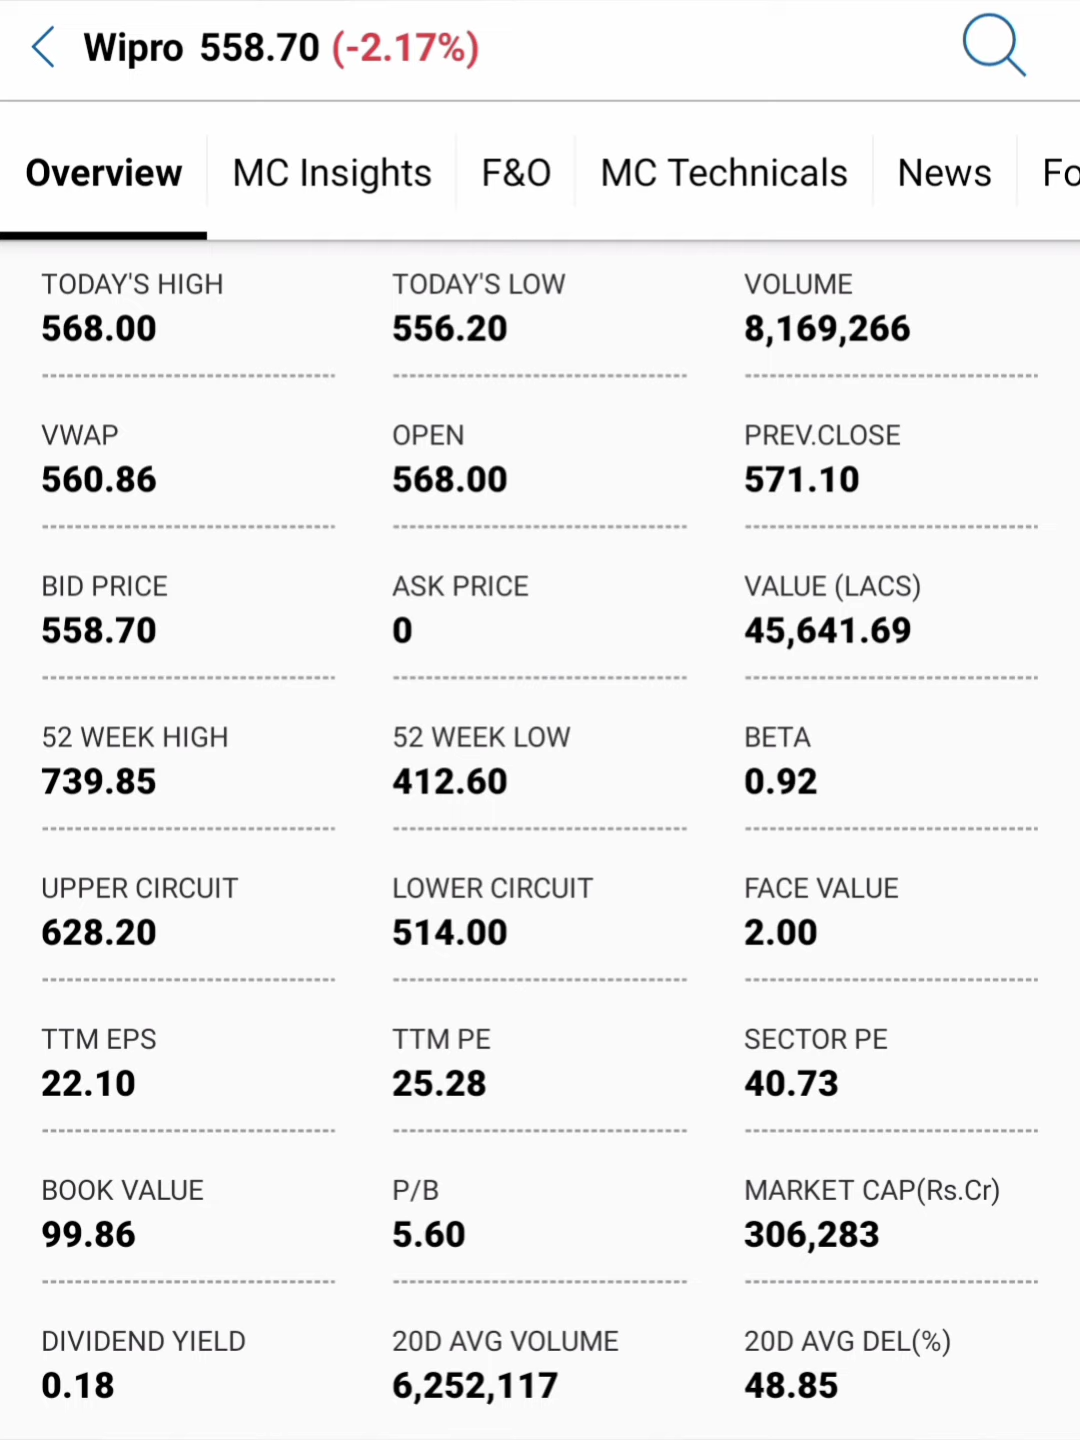 Wipro 558.70 (-2.17%)
Overview MC Insights F&O MC Technicals News Fo
TODAY'S HIGH TODAY'S LOW VOLUME
568.00 556.20 8,169,266
VWAP OPEN PREV.CLOSE
560.86 568.00 571.10
BID PRICE ASK PRICE VALUE (LACS)
558.70 0 45,641.69
52 WEEK HIGH 52 WEEK LOW BETA
739.85 412.60 0.92
UPPER CIRCUIT LOWER CIRCUIT FACE VALUE
628.20 514.00 2.00
TTM EPS TTM PE SECTOR PE
22.10 25.28 40.73
BOOK VALUE P/B MARKET CAP(Rs.Cr)
99.86 5.60 306,283
DIVIDEND YIELD 20D AVG VOLUME 20D AVG DEL(%)
0.18 6,252,117 48.85